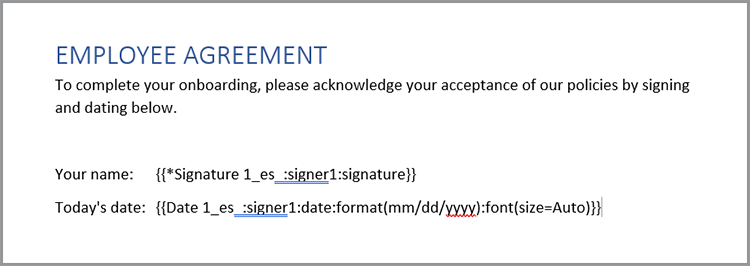 EMPLOYEE AGREEMENT
To complete your onboarding, please acknowledge your acceptance of our policies by signing
and dating below.
Your name: {{*Signature 1_es_:signer1:signature}}
Today's date: {{Date 1_es_:signer1:date:format(mm/dd/yyyy):font(size=Auto)}}